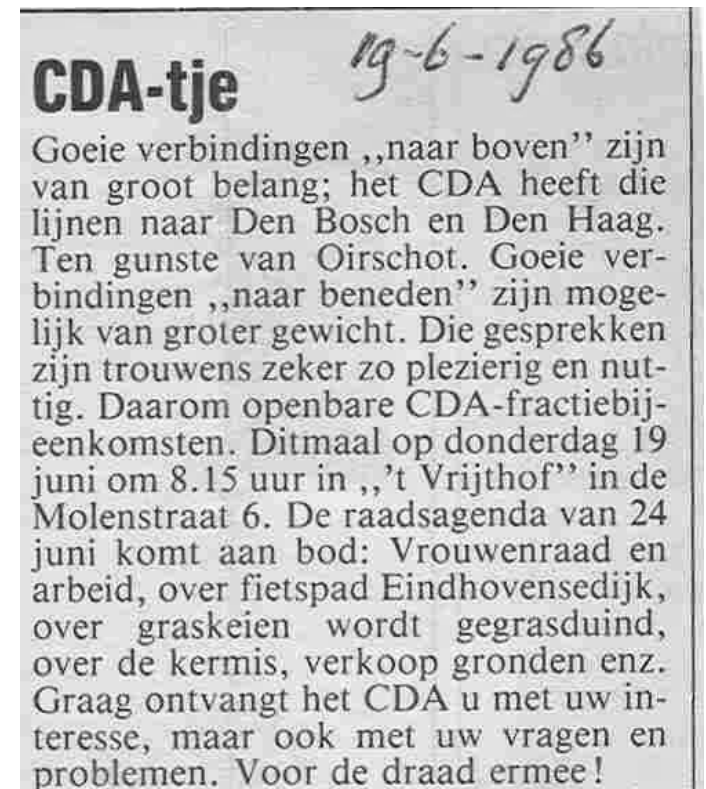 19-6-1986
CDA-tje
Goeie verbindingen ,,naar boven'' zijn
van groot belang; het CDA heeft die
lijnen naar Den Bosch en Den Haag.
Ten gunste van Oirschot. Goeie ver-
bindingen ,,naar beneden'' zijn moge-
lijk van groter gewicht. Die gesprekken
zijn trouwens zeker zo plezierig en nut-
tig. Daarom openbare CDA-fractiebij-
eenkomsten. Ditmaal op donderdag 19
juni om 8.15 uur in ,,'t Vrijthof'' in de
Molenstraat 6. De raadsagenda van 24
juni komt aan bod: Vrouwenraad en
arbeid, over fietspad Eindhovensedijk,
over graskeien wordt gegrasduind,
over de kermis, verkoop gronden enz.
Graag ontvangt het CDA u met uw in-
teresse, maar ook met uw vragen en
problemen. Voor de draad ermee!